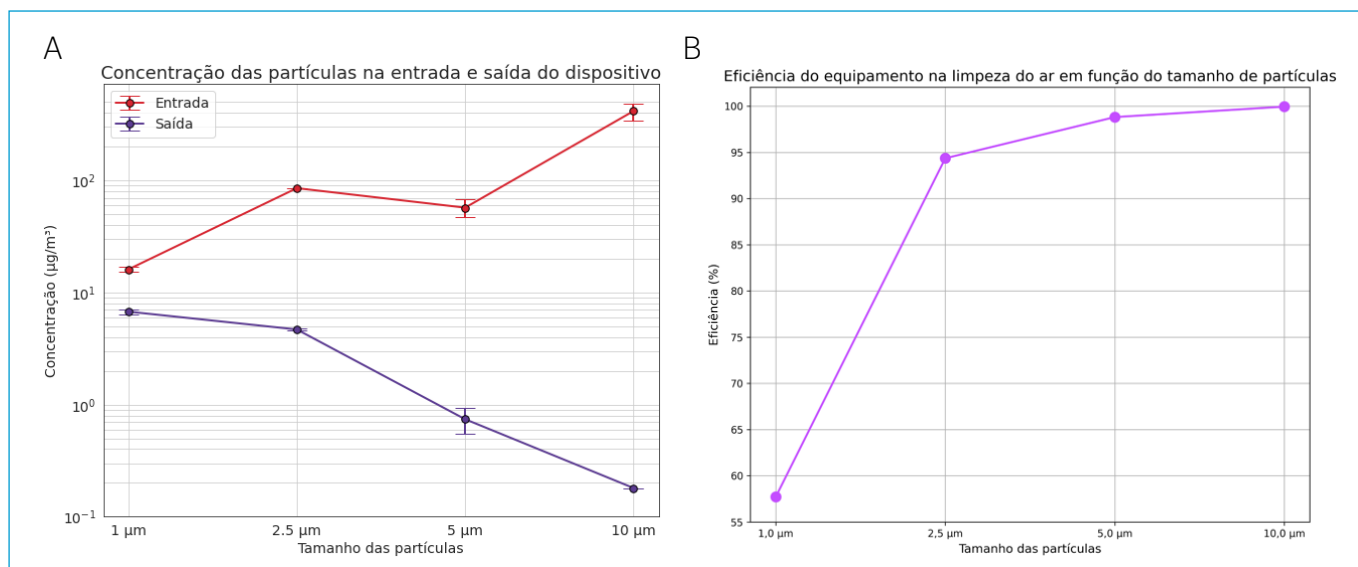 A
Concentração das partículas na entrada e saída do dispositivo
Entrada
Saída
10²
10¹
10⁰
10⁻¹
Concentração (µg/m³)
1 µm
2.5 µm
5 µm
10 µm
Tamanho das partículas
B
Eficiência do equipamento na limpeza do ar em função do tamanho de partículas
100
95
90
85
80
75
70
65
60
55
Eficiência (%)
1,0 µm
2,5 µm
5,0 µm
10,0 µm
Tamanho das partículas